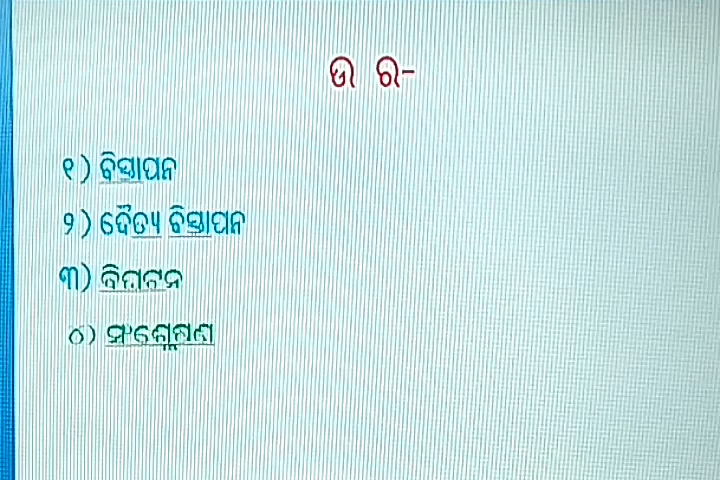 ଉ ର-
୧) ବିସ୍ତାପନ
୨) ଦୈତ୍ୟ ବିସ୍ତାପନ
୩) ବିଘଟନ
୪) ସଂଶ୍ଳେଷଣ